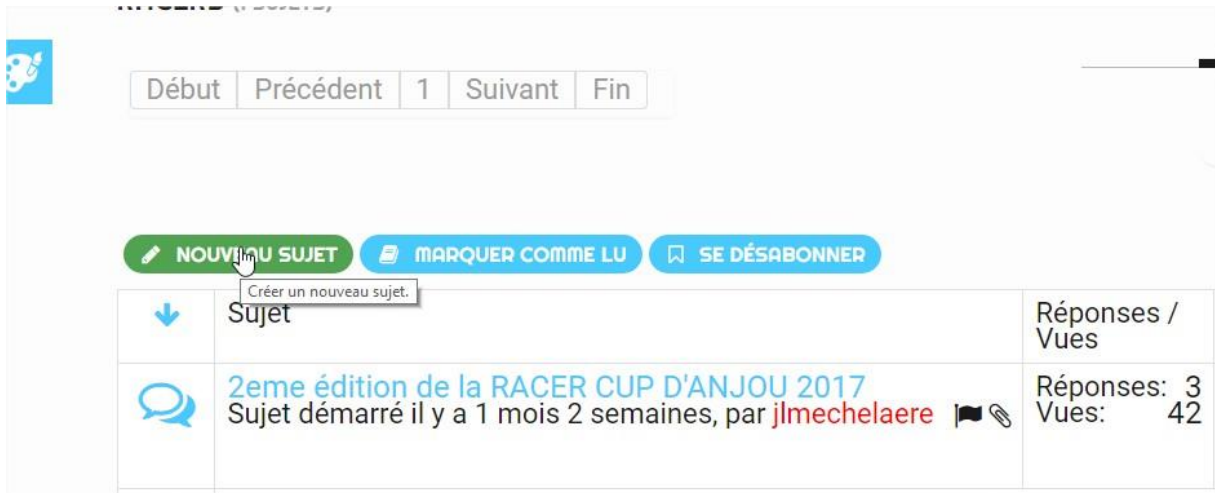 Début Précédent 1 Suivant Fin
NOUVEAU SUJET MARQUER COMME LU SE DÉSABONNER
Créer un nouveau sujet.
Sujet Réponses /
Vues
2eme édition de la RACER CUP D'ANJOU 2017 Réponses: 3
Sujet démarré il y a 1 mois 2 semaines, par jlmechelaere Vues: 42